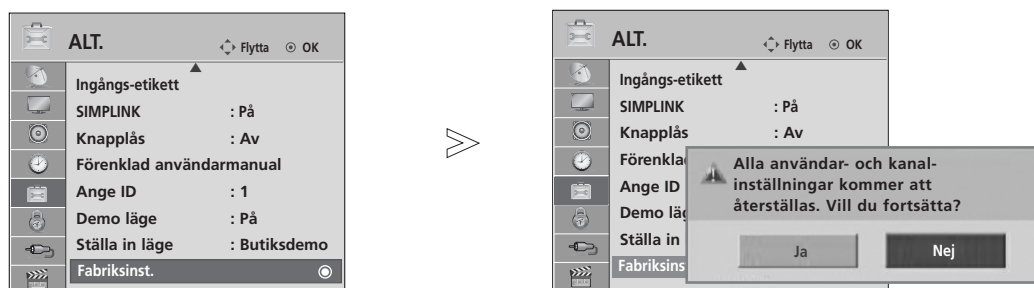 ALT.
Flytta OK
Ingångs-etikett
SIMPLINK : På
Knapplås : Av
Förenklad användarmanual
Ange ID : 1
Demo läge : På
Ställa in läge : Butiksdemo
Fabriksinst.
ALT.
Flytta OK
Ingångs-etikett
SIMPLINK : På
Knapplås : Av
Förenkla
Ange ID
Demo läg
Ställa in
Fabriksins
Alla användar- och kanal-
inställningar kommer att
återställas. Vill du fortsätta?
Ja Nej